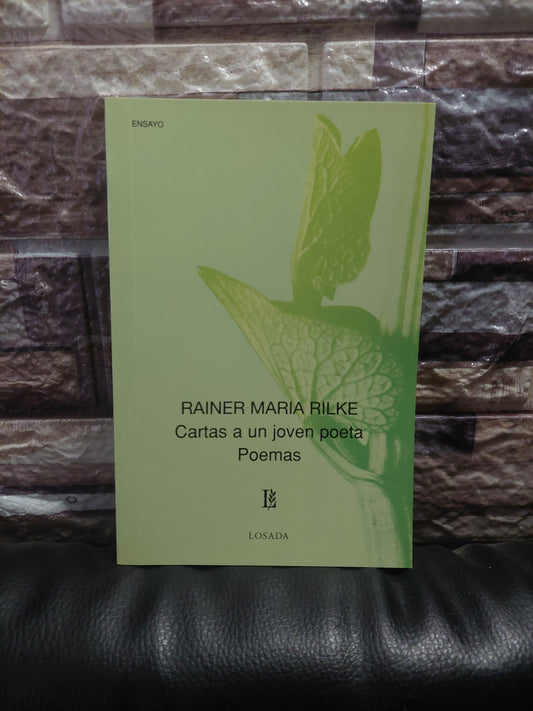 ENSAYO
RAINER MARIA RILKE
Cartas a un joven poeta
Poemas
L
LOSADA